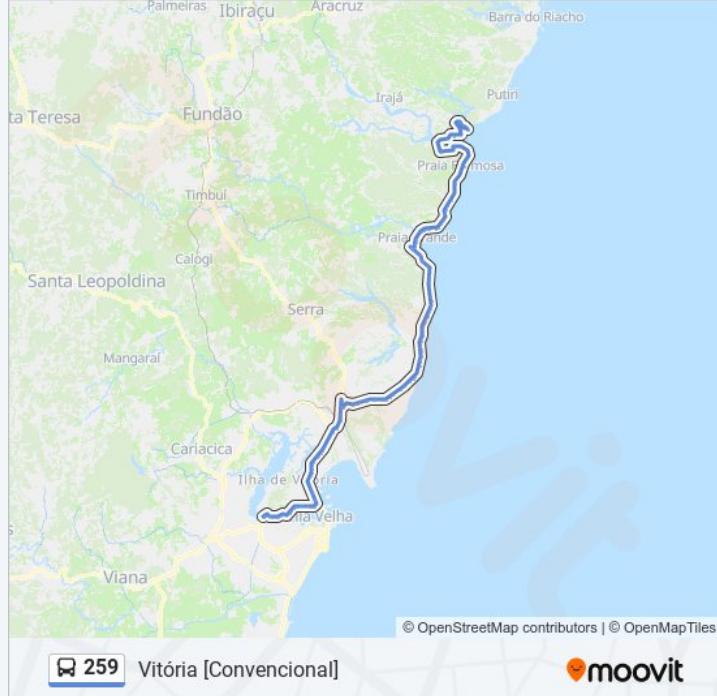 Palmeiras
Ibiraçu
Aracruz
Barra do Riacho
Irajá
Putiri
ta Teresa
Fundão
Praia Formosa
Timbuí
Praia Grande
Calogi
Santa Leopoldina
Serra
Mangaraí
Cariacica
Ilha de Vitória
Vila Velha
Viana
© OpenStreetMap contributors | © OpenMapTiles
259 Vitória [Convencional]
moovit